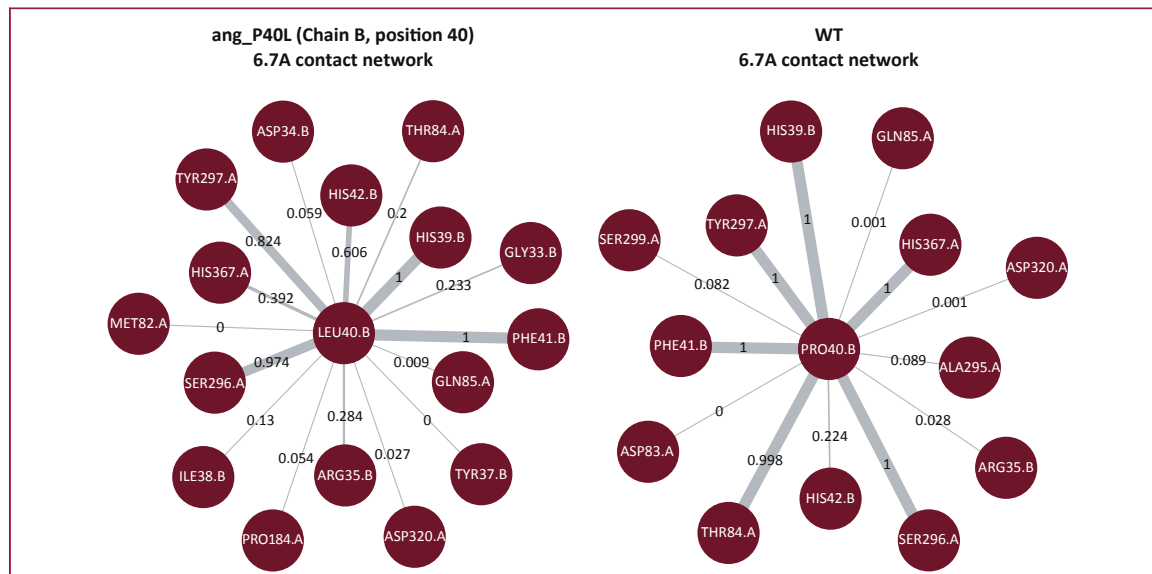 ang_P40L (Chain B, position 40)
6.7A contact network
ASP34.B
THR84.A
TYR297.A
HIS42.B
0.059
0.2
HIS39.B
GLY33.B
0.824
0.606
HIS367.A
1
0.233
0.392
MET82.A
0
LEU40.B
1
PHE41.B
SER296.A
0.974
0.009
GLN85.A
0.13
0.284
0
ILE38.B
0.054
ARG35.B
0.027
TYR37.B
PRO184.A
ASP320.A
WT
6.7A contact network
HIS39.B
GLN85.A
TYR297.A
1
0.001
SER299.A
HIS367.A
ASP320.A
0.082
1
1
0.001
PHE41.B
1
PRO40.B
0.089
ALA295.A
0
0.224
0.028
ASP83.A
0.998
1
ARG35.B
HIS42.B
THR84.A
SER296.A